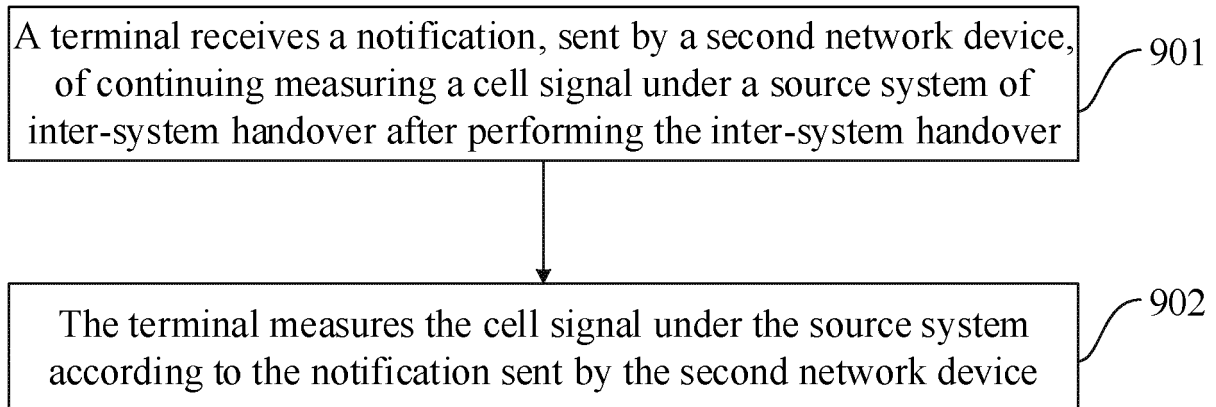 A terminal receives a notification, sent by a second network device,
of continuing measuring a cell signal under a source system of
inter-system handover after performing the inter-system handover
901
The terminal measures the cell signal under the source system
according to the notification sent by the second network device
902